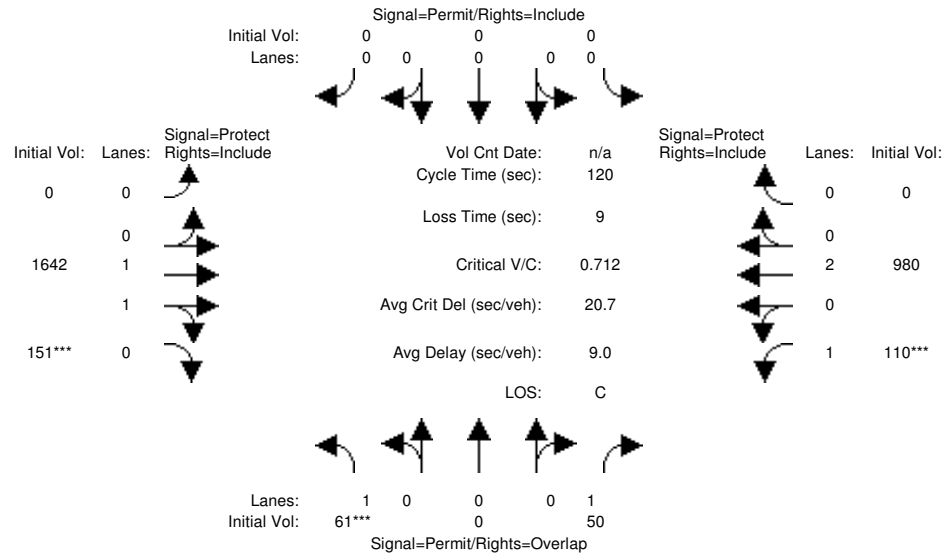 Signal=Permit/Rights=Include
Initial Vol: 0 0 0
Lanes: 0 0 0 0 0
Signal=Protect Signal=Protect
Initial Vol: Lanes: Rights=Include Vol Cnt Date: n/a Rights=Include Lanes: Initial Vol:
Cycle Time (sec): 120
0 0 0 0
Loss Time (sec): 9
0 0
1642 1 Critical V/C: 0.712 2 980
1 Avg Crit Del (sec/veh): 20.7 0
151*** 0 Avg Delay (sec/veh): 9.0 1 110***
LOS: C
Lanes: 1 0 0 0 1
Initial Vol: 61*** 0 50
Signal=Permit/Rights=Overlap